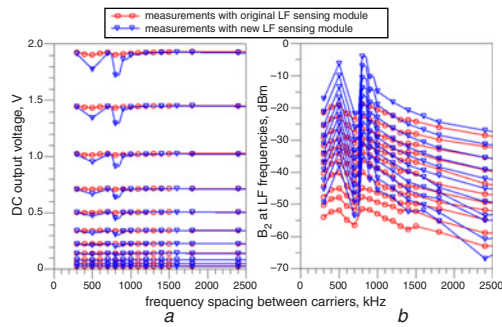 measurements with original LF sensing module
measurements with new LF sensing module
DC output voltage, V
2.0
1.5
1.0
0.5
0
0 500 1000 1500 2000 2500
B2 at LF frequencies, dBm
0
−10
−20
−30
−40
−50
−60
−70
0 500 1000 1500 2000 2500
frequency spacing between carriers, kHz
a
b